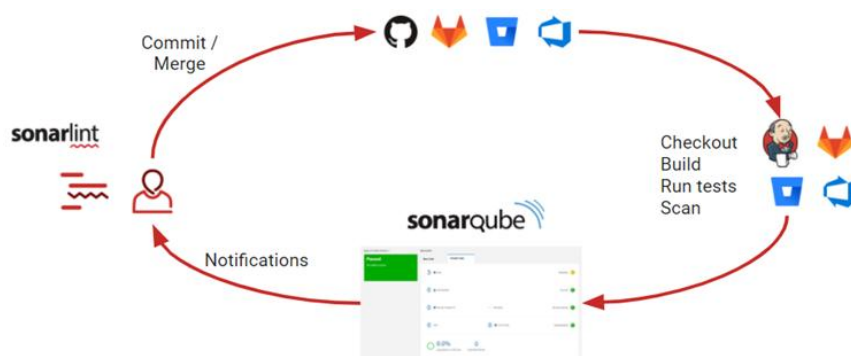 Commit /
Merge
sonarlint
Checkout
Build
Run tests
Scan
sonarqube
Notifications
Passed
0.0%